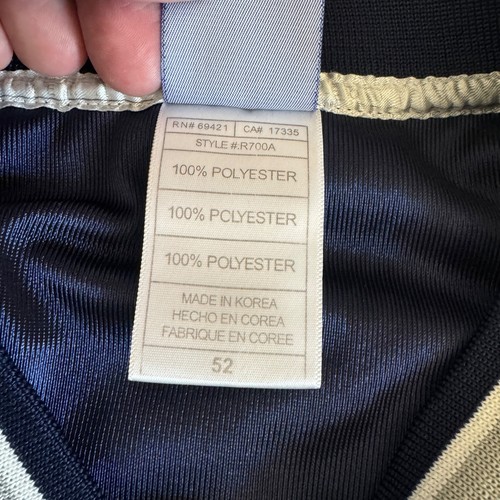 RN# 69421 CA# 17335
STYLE #:R700A
100% POLYESTER
100% POLYESTER
100% POLYESTER
MADE IN KOREA
HECHO EN COREA
FABRIQUE EN COREE
52